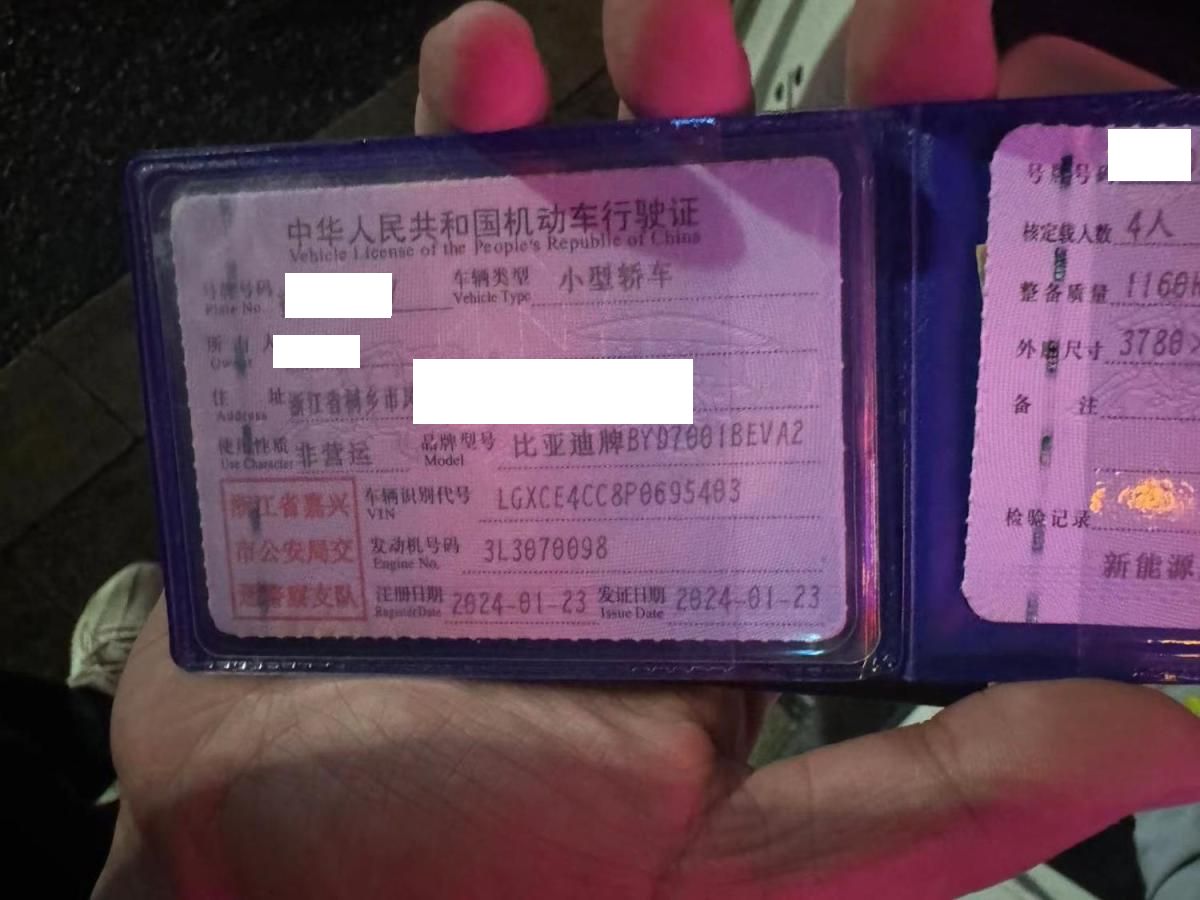 中华人民共和国机动车行驶证
Vehicle License of the People's Republic of China
号牌号码
Plate No.
车辆类型 小型轿车
Vehicle Type
所有人
Owner
住址 浙江省桐乡市
Address
使用性质 非营运
Use Character
品牌型号 比亚迪牌BYD7001BEVA2
Model
浙江省嘉兴
市公安局交
通警察支队
车辆识别代号 LGXCE4CC8P0695403
VIN
发动机号码 3L3070098
Engine No.
注册日期 2024-01-23
Register Date
发证日期 2024-01-23
Issue Date
号牌号码
核定载人数 4人
整备质量 1160k
外廓尺寸 3780×
备注
检验记录
新能源